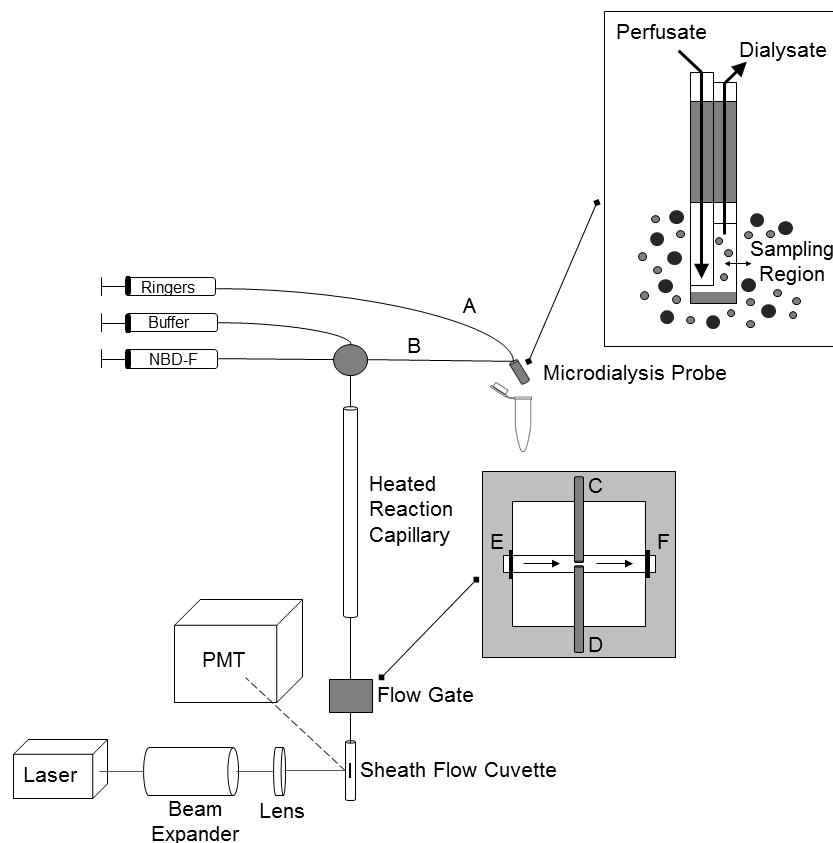 Perfusate
Dialysate
Sampling
Region
Ringers
A
Buffer
B
NBD-F
Microdialysis Probe
Heated
Reaction
Capillary
C
E
F
D
PMT
Flow Gate
Laser
Sheath Flow Cuvette
Beam
Expander
Lens